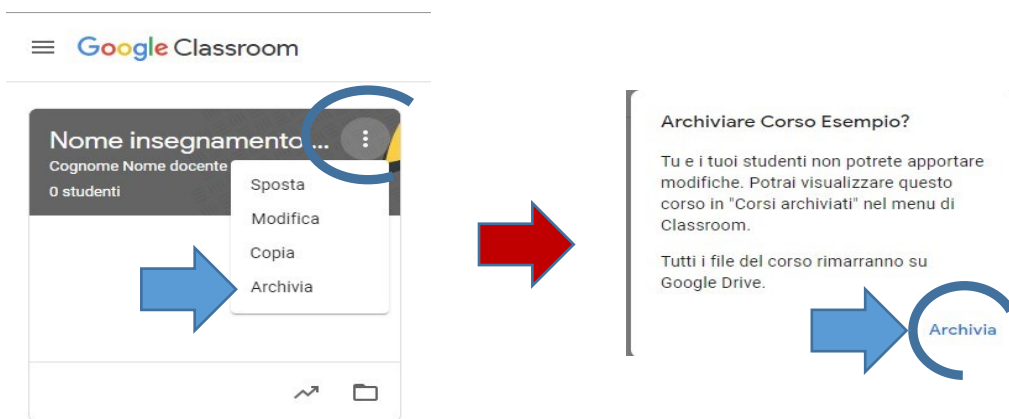 Google Classroom
Nome insegnamento ...
Cognome Nome docente
0 studenti
Sposta
Modifica
Copia
Archivia
Archiviare Corso Esempio?
Tu e i tuoi studenti non potrete apportare
modifiche. Potrai visualizzare questo
corso in "Corsi archiviati" nel menu di
Classroom.
Tutti i file del corso rimarranno su
Google Drive.
Archivia